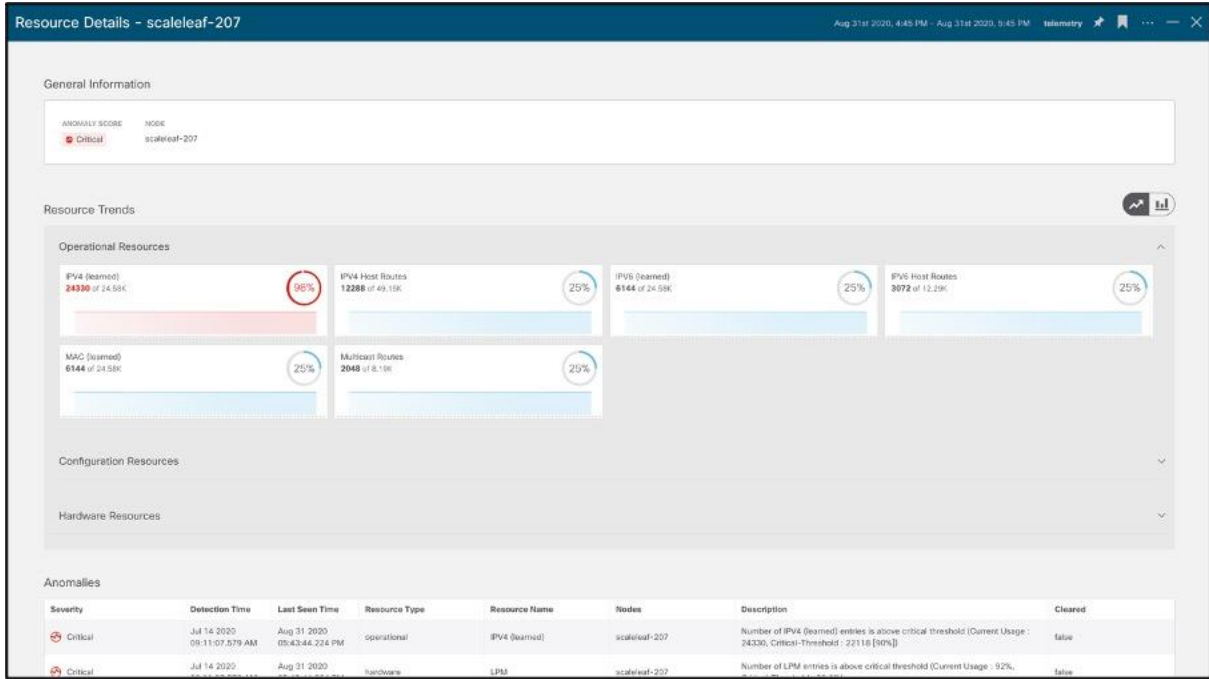 Resource Details - scaleleaf-207
Aug 31st 2020, 4:45 PM - Aug 31st 2020, 5:45 PM telemetry
General Information
ANOMALY SCORE NODE
Critical scaleleaf-207
Resource Trends
Operational Resources
IPV4 (learned)
24330 of 24.58K
98%
IPV4 Host Routes
12288 of 49.15K
25%
IPV6 (learned)
6144 of 24.58K
25%
IPV6 Host Routes
3072 of 12.29K
25%
MAC (learned)
6144 of 24.58K
25%
Multicast Routes
2048 of 8.19K
25%
Configuration Resources
Hardware Resources
Anomalies
Severity Detection Time Last Seen Time Resource Type Resource Name Nodes Description Cleared
Critical
Jul 14 2020
09:11:07.579 AM
Aug 31 2020
05:43:44.224 PM
operational
IPV4 (learned)
scaleleaf-207
Number of IPV4 (learned) entries is above critical threshold (Current Usage :
24330, Critical-Threshold : 22118 [90%])
false
Critical
Jul 14 2020
Aug 31 2020
hardware
LPM
scaleleaf-207
Number of LPM entries is above critical threshold (Current Usage : 92%,
false